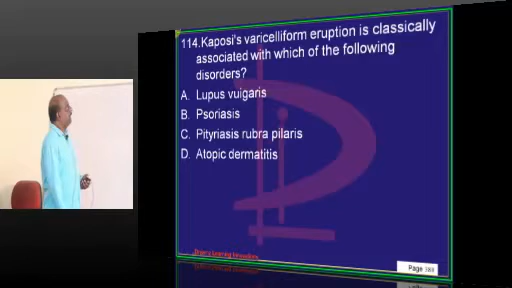 114.Kaposi's varicelliform eruption is classically
associated with which of the following
disorders?
A. Lupus vulgaris
B. Psoriasis
C. Pityriasis rubra pilaris
D. Atopic dermatitis
Page 383